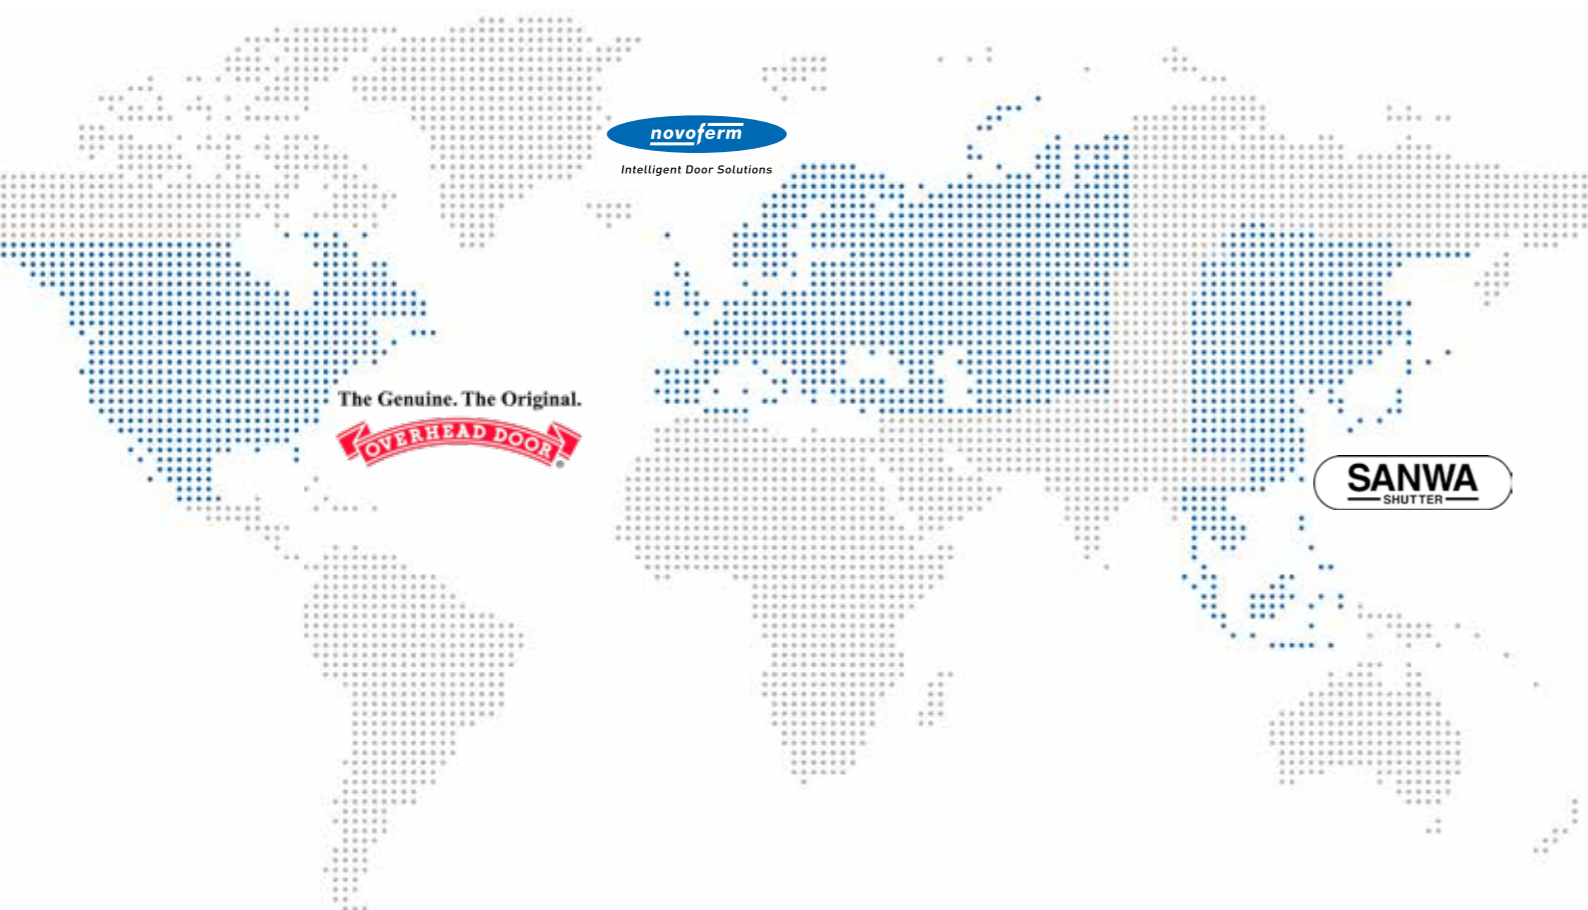 novoferm
Intelligent Door Solutions
The Genuine. The Original.
OVERHEAD DOOR
SANWA
SHUTTER